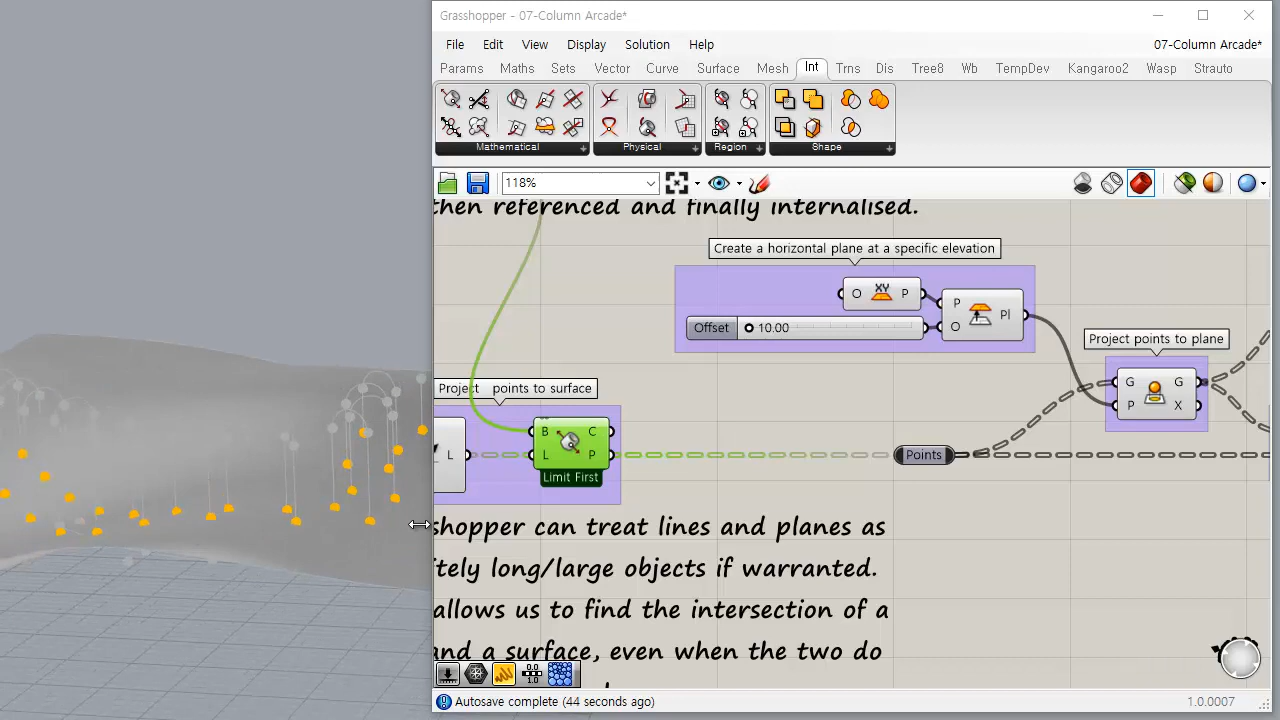 Grasshopper - 07-Column Arcade*
File Edit View Display Solution Help
07-Column Arcade*
Params Maths Sets Vector Curve Surface Mesh Int Trns Dis Tree8 Wb TempDev Kangaroo2 Wasp Strauto
Mathematical Physical Region Shape
118%
then referenced and finally internalised.
Create a horizontal plane at a specific elevation
O XY P
P Pl
Offset 10.00
O
Project points to plane
G G
P X
Project points to surface
B C
L L P
Points
Limit First
shopper can treat lines and planes as
itely long/large objects if warranted.
allows us to find the intersection of a
and a surface, even when the two do
Autosave complete (44 seconds ago)
1.0.0007